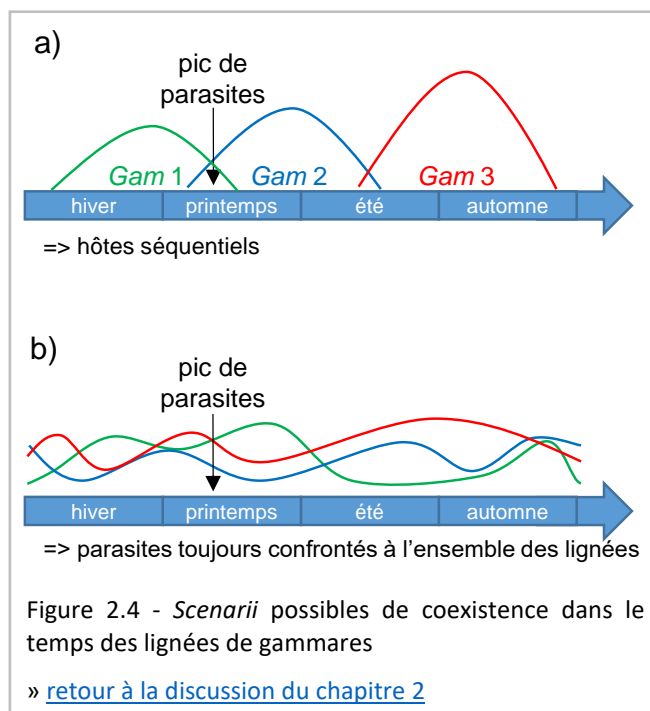 a)
pic de
parasites
Gam 1 Gam 2 Gam 3
hiver printemps été automne
=> hôtes séquentiels
b)
pic de
parasites
hiver printemps été automne
=> parasites toujours confrontés à l'ensemble des lignées
Figure 2.4 - Scenarii possibles de coexistence dans le
temps des lignées de gammares
» retour à la discussion du chapitre 2